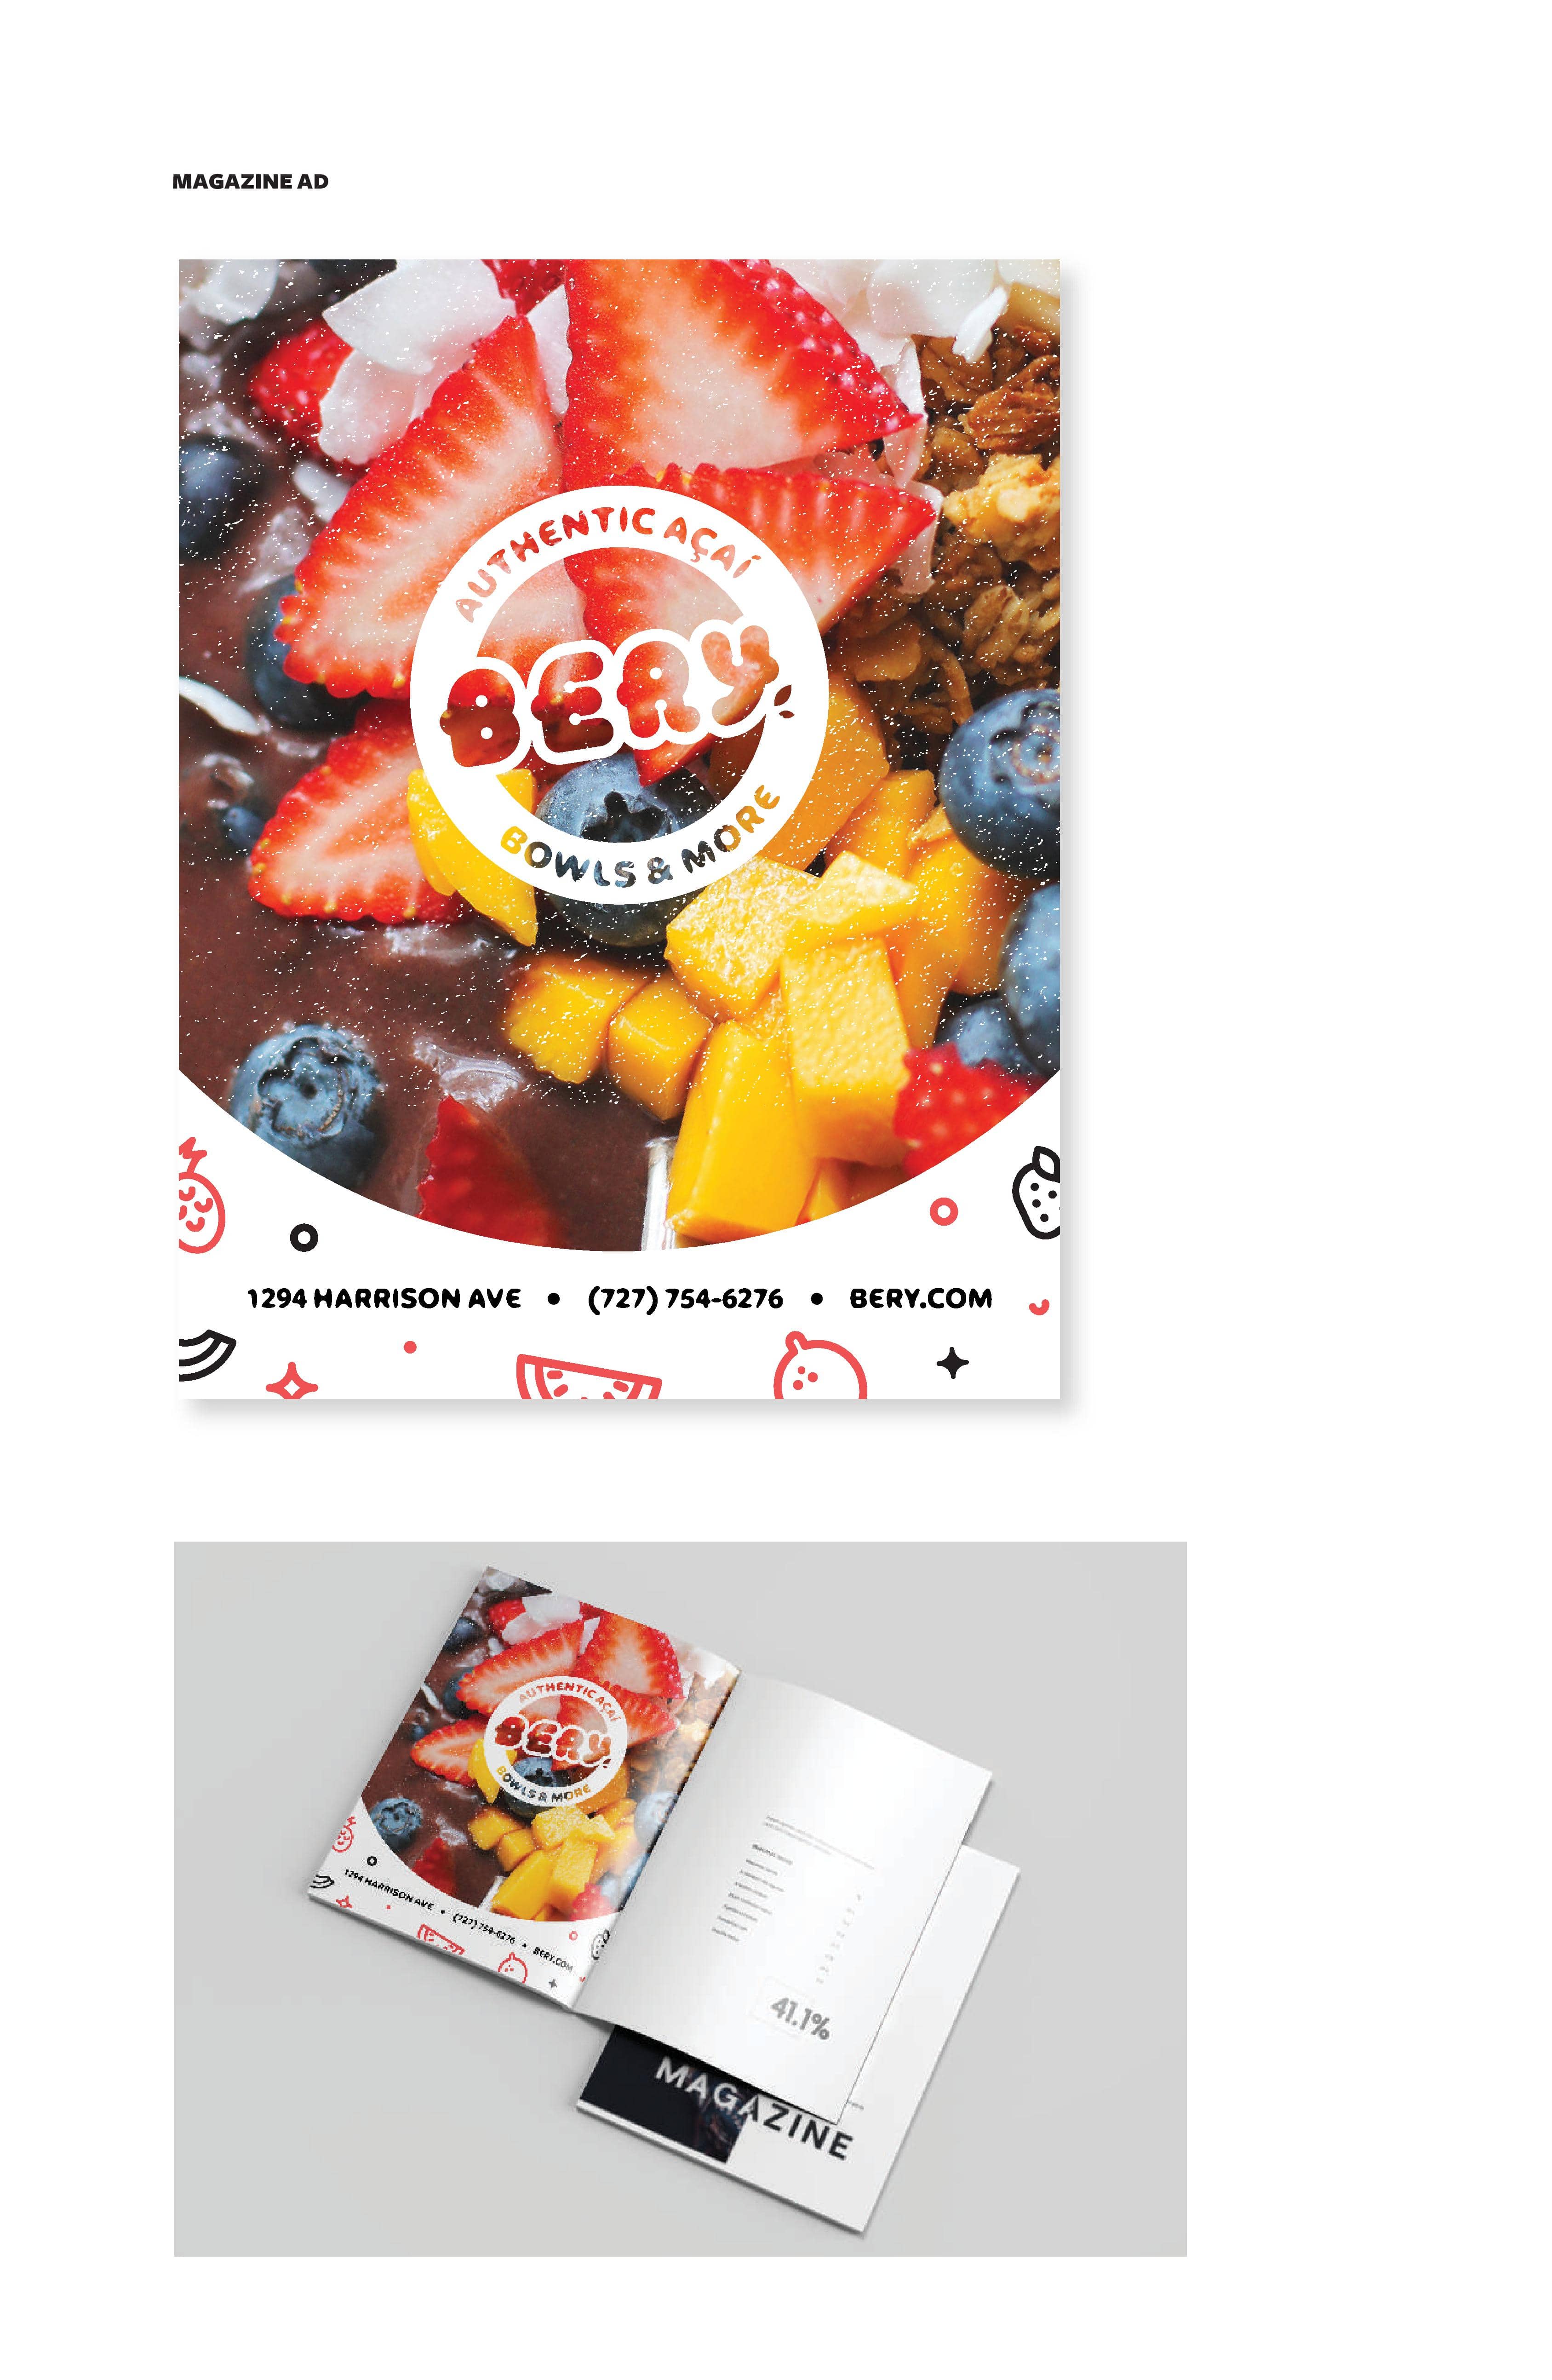 MAGAZINE AD
AUTHENTIC AÇAÍ
BERY
BOWLS & MORE
1294 HARRISON AVE • (727) 754-6276 • BERY.COM
AUTHENTIC AÇAÍ
BERY
BOWLS & MORE
1294 HARRISON AVE • (727) 754-6276 • BERY.COM
41.1%
MAGAZINE